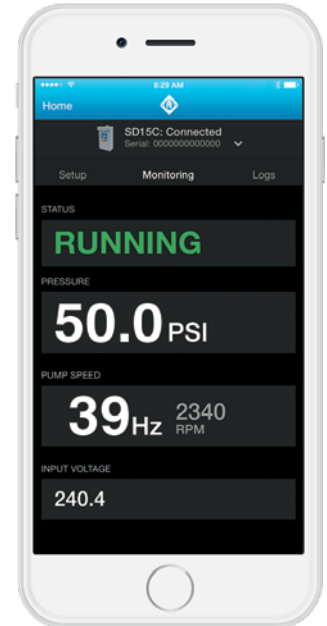 8:29 AM
Home
SD15C: Connected
Serial: 0000000000000
Setup Monitoring Logs
STATUS
RUNNING
PRESSURE
50.0 PSI
PUMP SPEED
39Hz 2340
RPM
INPUT VOLTAGE
240.4